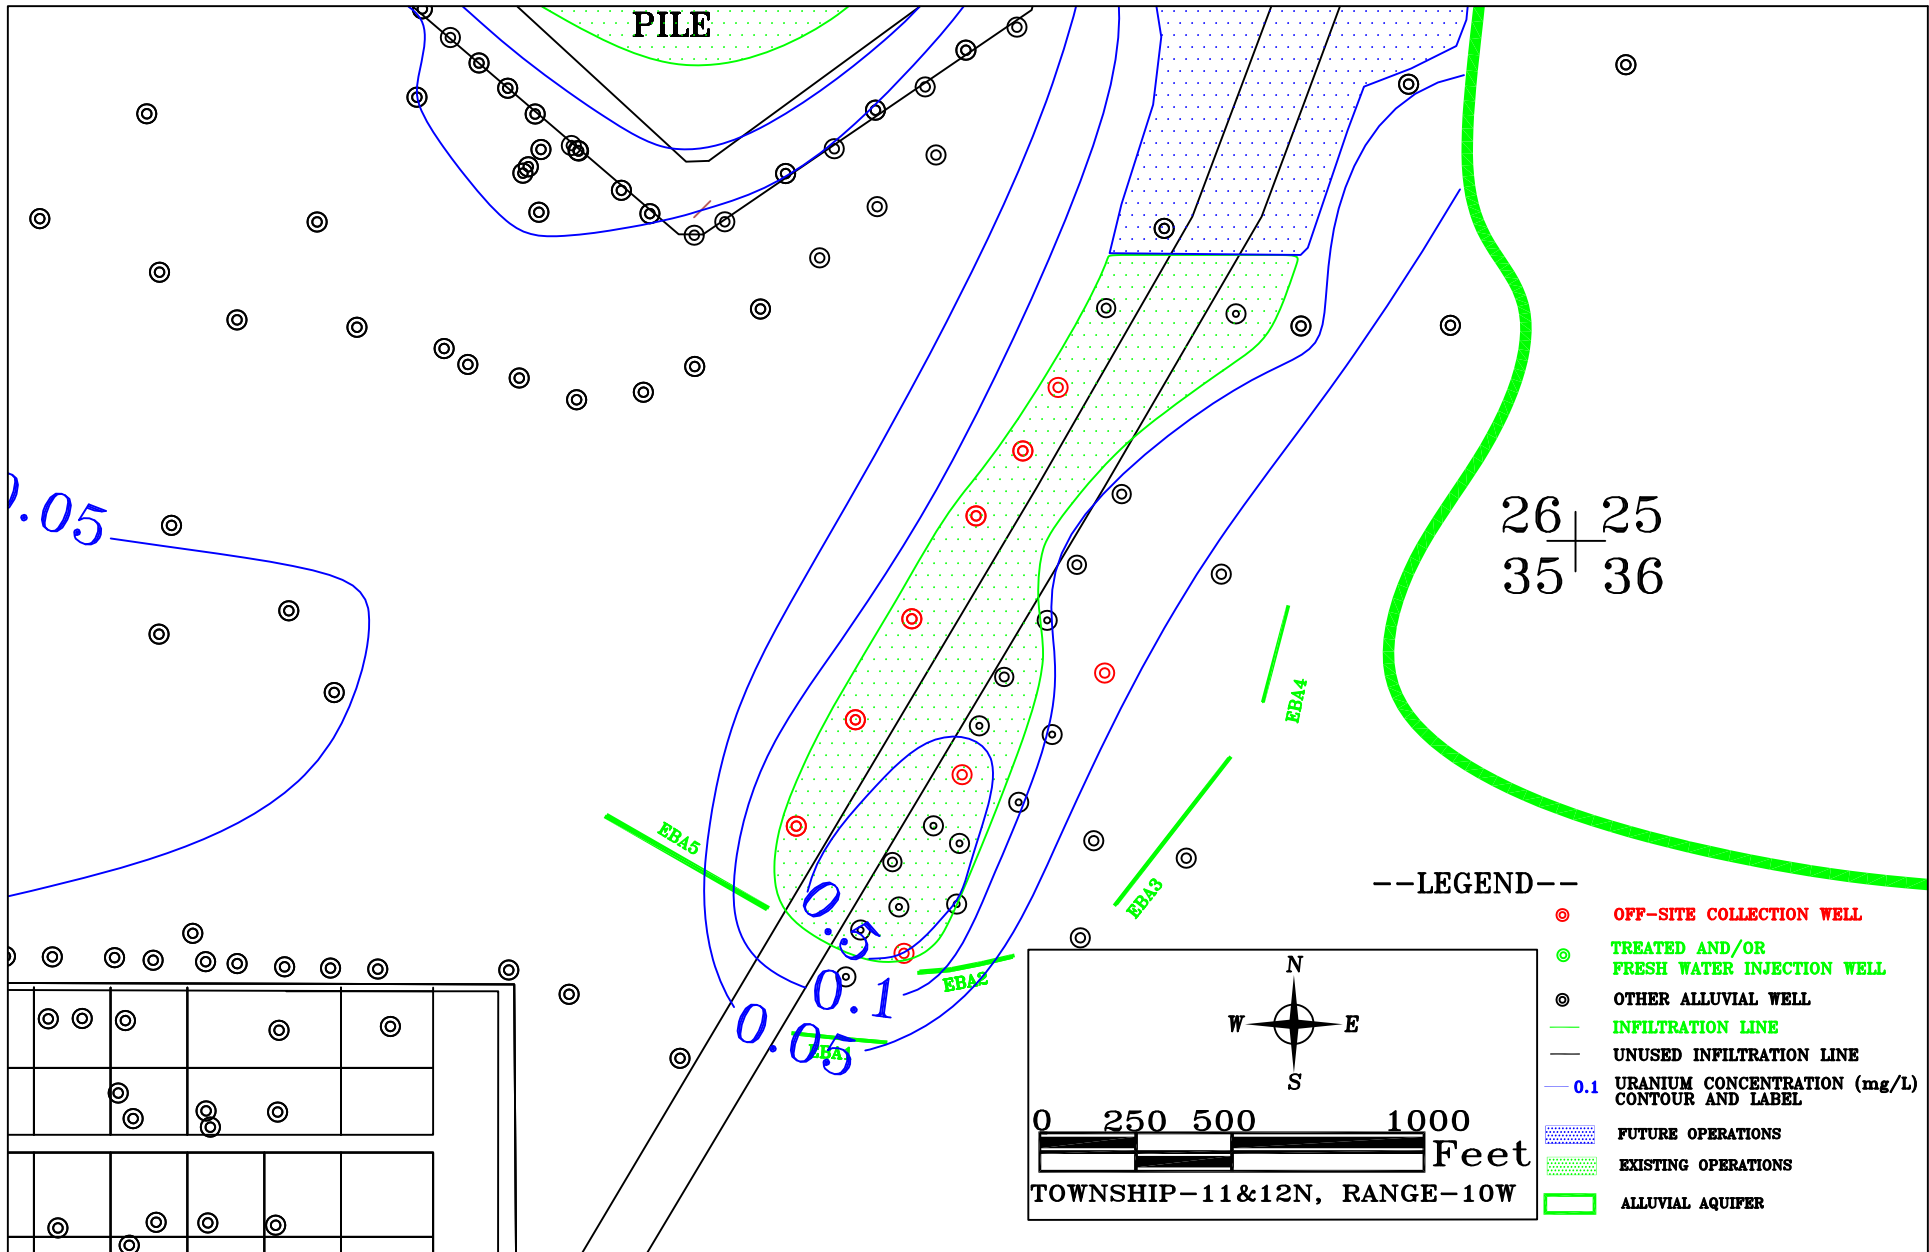 PILE
0.05
26 25
35 36
EBA4
EBA5
EBA3
0.5
EBA2
0.1
EBA1
0.05
--LEGEND--
OFF-SITE COLLECTION WELL
TREATED AND/OR
FRESH WATER INJECTION WELL
OTHER ALLUVIAL WELL
INFILTRATION LINE
UNUSED INFILTRATION LINE
0.1 URANIUM CONCENTRATION (mg/L)
CONTOUR AND LABEL
FUTURE OPERATIONS
EXISTING OPERATIONS
ALLUVIAL AQUIFER
N
W E
S
0 250 500 1000
Feet
TOWNSHIP-11&12N, RANGE-10W